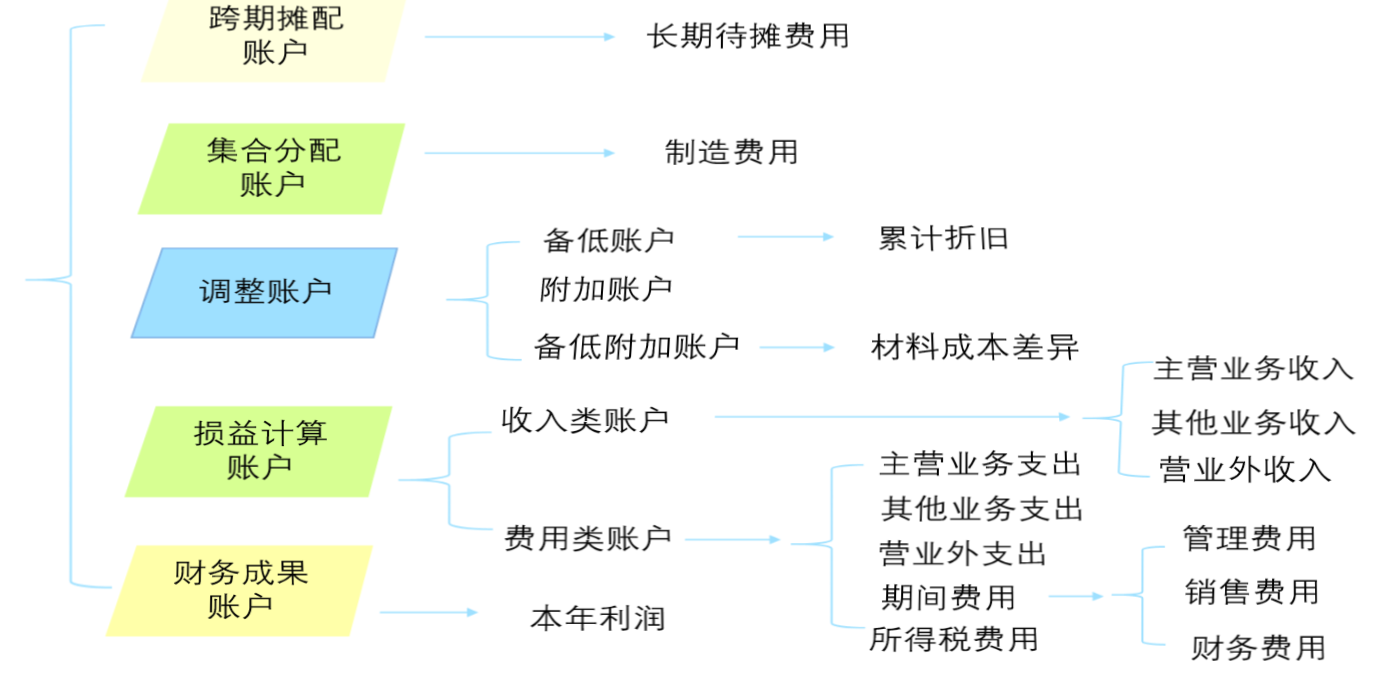 跨期摊配
账户
长期待摊费用
集合分配
账户
制造费用
调整账户
备低账户
累计折旧
附加账户
备低附加账户
材料成本差异
损益计算
账户
收入类账户
主营业务收入
其他业务收入
营业外收入
费用类账户
主营业务支出
其他业务支出
营业外支出
期间费用
所得税费用
管理费用
销售费用
财务费用
财务成果
账户
本年利润